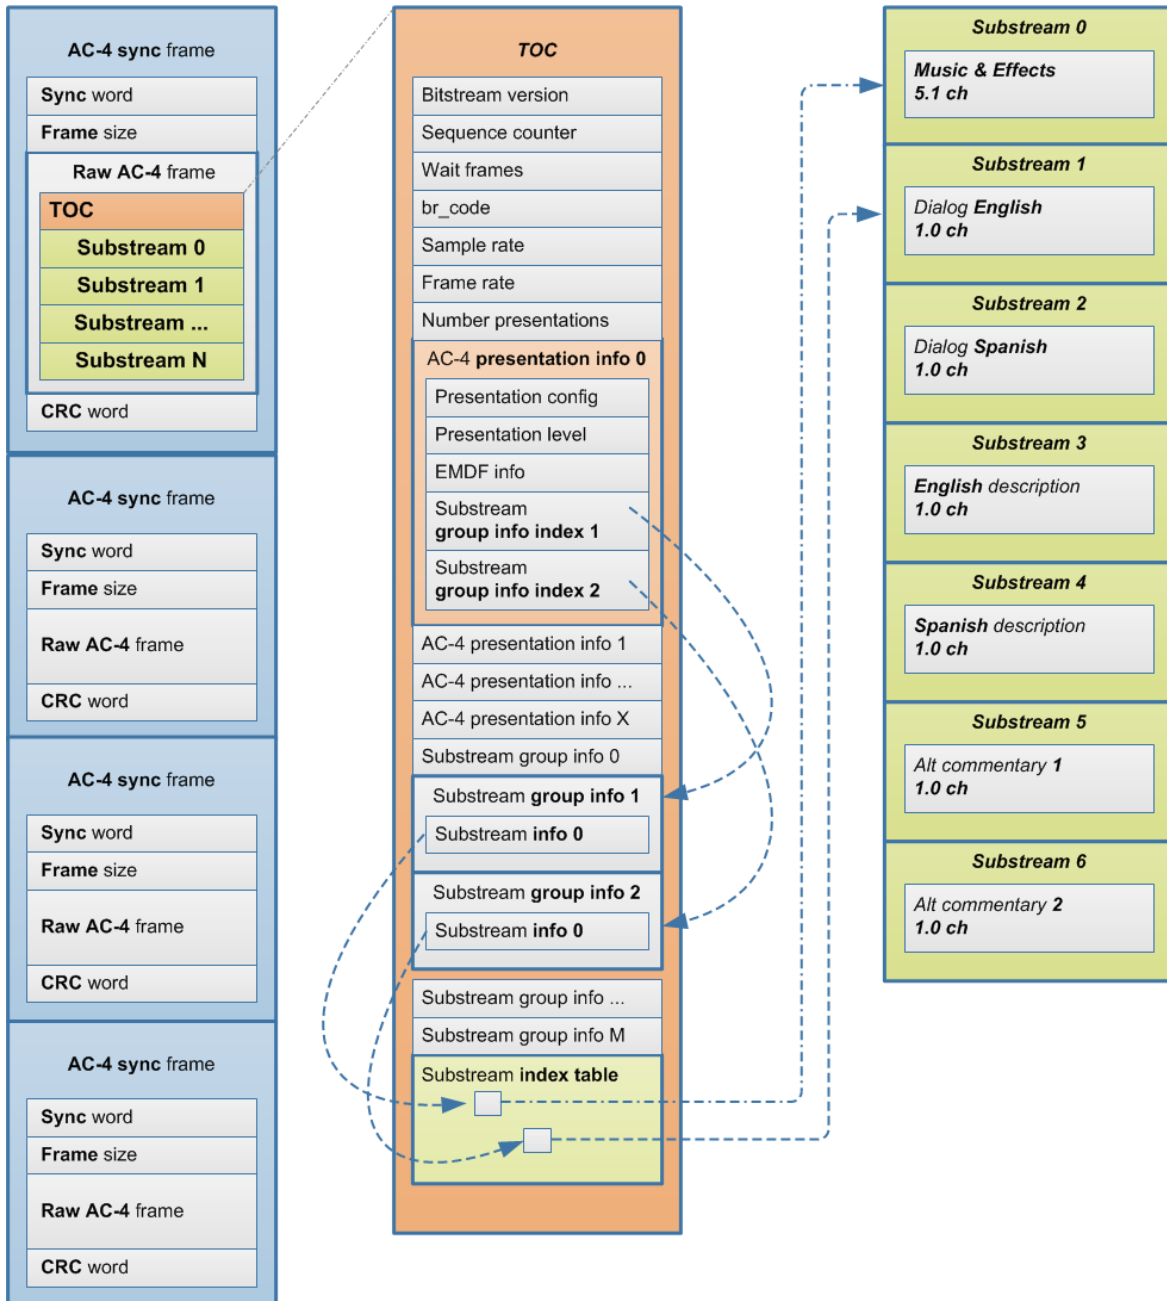 AC-4 sync frame
Sync word
Frame size
Raw AC-4 frame
TOC
Substream 0
Substream 1
Substream ...
Substream N
CRC word
AC-4 sync frame
Sync word
Frame size
Raw AC-4 frame
CRC word
AC-4 sync frame
Sync word
Frame size
Raw AC-4 frame
CRC word
AC-4 sync frame
Sync word
Frame size
Raw AC-4 frame
CRC word
TOC
Bitstream version
Sequence counter
Wait frames
br_code
Sample rate
Frame rate
Number presentations
AC-4 presentation info 0
Presentation config
Presentation level
EMDF info
Substream
group info index 1
Substream
group info index 2
AC-4 presentation info 1
AC-4 presentation info ...
AC-4 presentation info X
Substream group info 0
Substream group info 1
Substream info 0
Substream group info 2
Substream info 0
Substream group info ...
Substream group info M
Substream index table
Substream 0
Music & Effects
5.1 ch
Substream 1
Dialog English
1.0 ch
Substream 2
Dialog Spanish
1.0 ch
Substream 3
English description
1.0 ch
Substream 4
Spanish description
1.0 ch
Substream 5
Alt commentary 1
1.0 ch
Substream 6
Alt commentary 2
1.0 ch